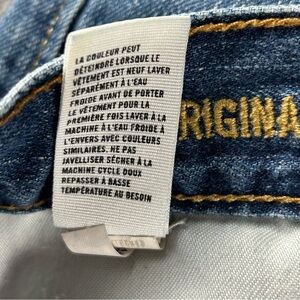 LA COULEUR PEUT
DÉTEINDRE LORSQUE LE
VÊTEMENT EST NEUF LAVER
SÉPARÉMENT À L'EAU
FROIDE AVANT DE PORTER
LE VÊTEMENT POUR LA
PREMIÈRE FOIS LAVER À LA
MACHINE À L'EAU FROIDE À
L'ENVERS AVEC COULEURS
SIMILAIRES. NE PAS
JAVELLISER SÉCHER À LA
MACHINE CYCLE DOUX
REPASSER À BASSE
TEMPÉRATURE AU BESOIN
RIGINA